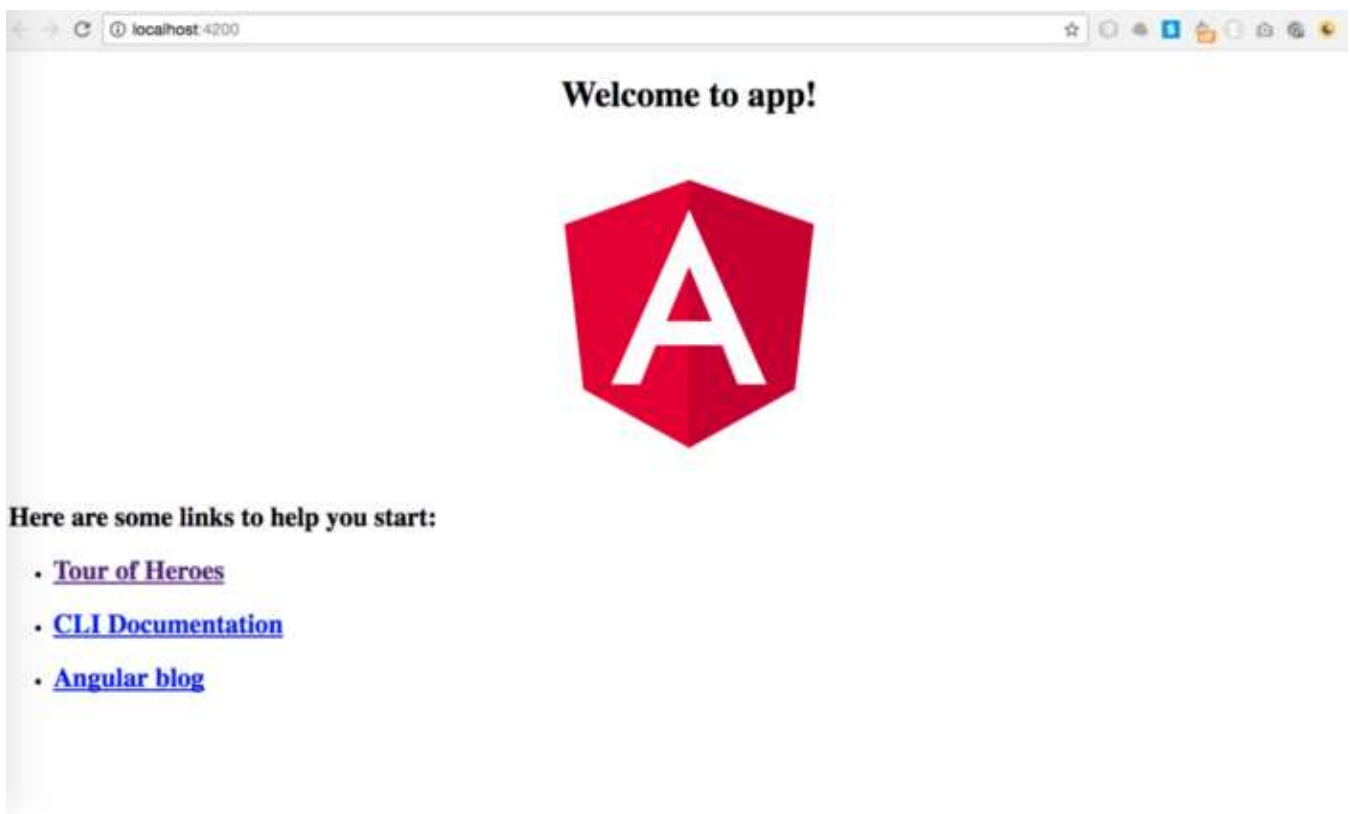 localhost:4200
Welcome to app!
A
Here are some links to help you start:
• Tour of Heroes
• CLI Documentation
• Angular blog